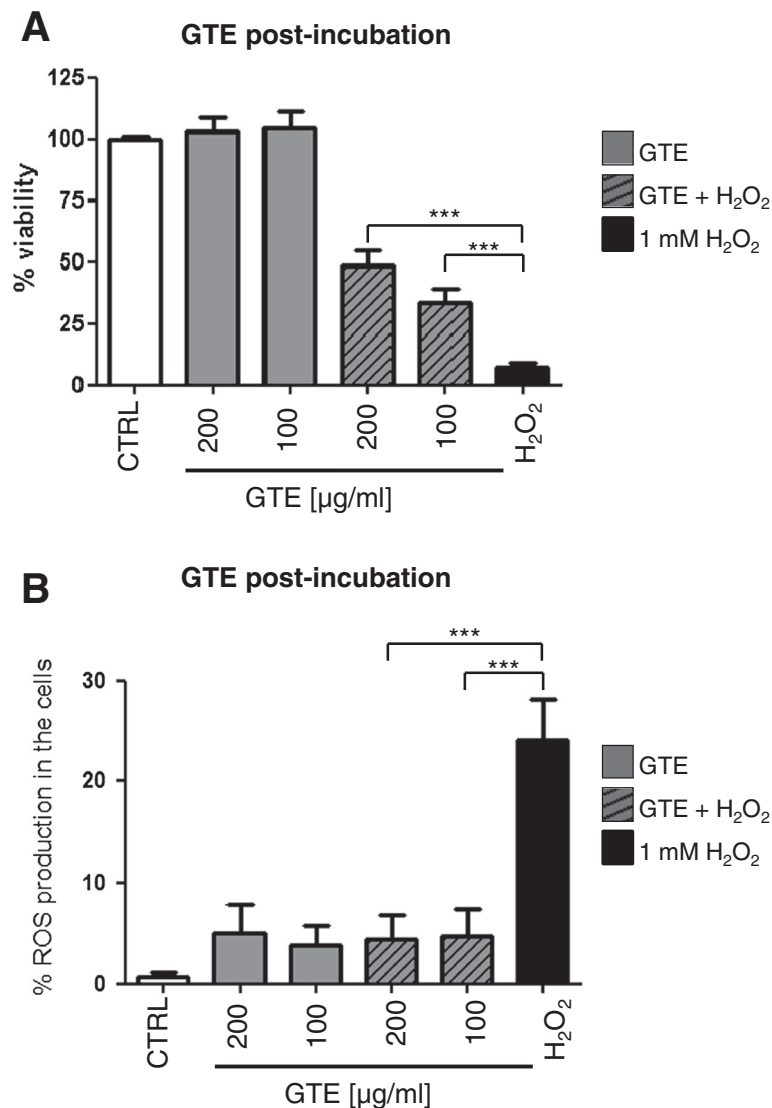 A
GTE post-incubation
125
100
75
50
25
0
% viability
***
***
GTE
GTE + H₂O₂
1 mM H₂O₂
CTRL
200
100
200
100
H₂O₂
GTE [µg/ml]
B
GTE post-incubation
30
20
10
0
% ROS production in the cells
***
***
GTE
GTE + H₂O₂
1 mM H₂O₂
CTRL
200
100
200
100
H₂O₂
GTE [µg/ml]